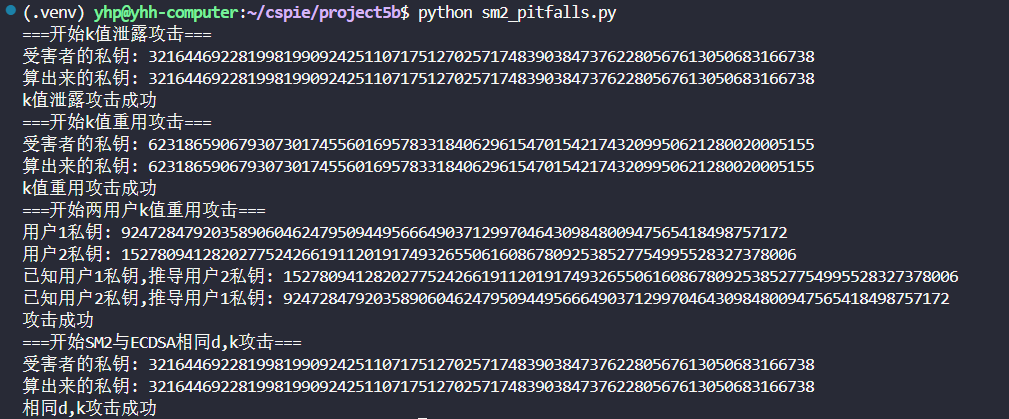 (.venv) yhp@yhh-computer:~/cspie/project5b$ python sm2_pitfalls.py
===开始k值泄露攻击===
受害者的私钥: 32164469228199819909242511071751270257174839038473762280567613050683166738
算出来的私钥: 32164469228199819909242511071751270257174839038473762280567613050683166738
k值泄露攻击成功
===开始k值重用攻击===
受害者的私钥: 62318659067930730174556016957833184062961547015421743209950621280020005155
算出来的私钥: 62318659067930730174556016957833184062961547015421743209950621280020005155
k值重用攻击成功
===开始两用户k值重用攻击===
用户1私钥: 92472847920358906046247950944956664903712997046430984800947565418498757172
用户2私钥: 152780941282027752426619112019174932655061608678092538527754995528327378006
已知用户1私钥,推导用户2私钥: 152780941282027752426619112019174932655061608678092538527754995528327378006
已知用户2私钥,推导用户1私钥: 92472847920358906046247950944956664903712997046430984800947565418498757172
攻击成功
===开始SM2与ECDSA相同d,k攻击===
受害者的私钥: 32164469228199819909242511071751270257174839038473762280567613050683166738
算出来的私钥: 32164469228199819909242511071751270257174839038473762280567613050683166738
相同d,k攻击成功